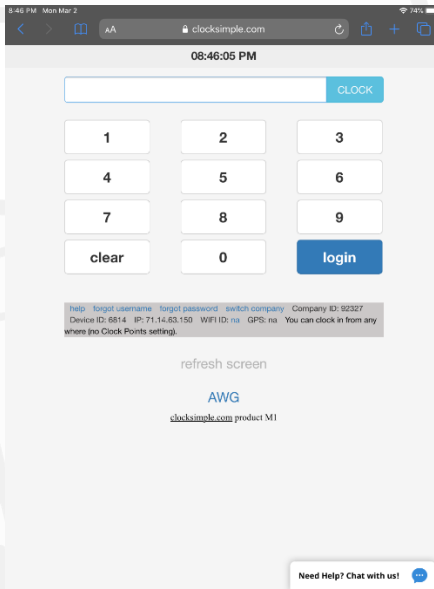 8:46 PM Mon Mar 2
74%
AA clocksimple.com
08:46:05 PM
CLOCK
1 2 3
4 5 6
7 8 9
clear 0 login
help forgot username forgot password switch company Company ID: 92327
Device ID: 6814 IP: 71.14.63.150 WIFI ID: na GPS: na You can clock in from any
where (no Clock Points setting).
refresh screen
AWG
clocksimple.com product M1
Need Help? Chat with us!